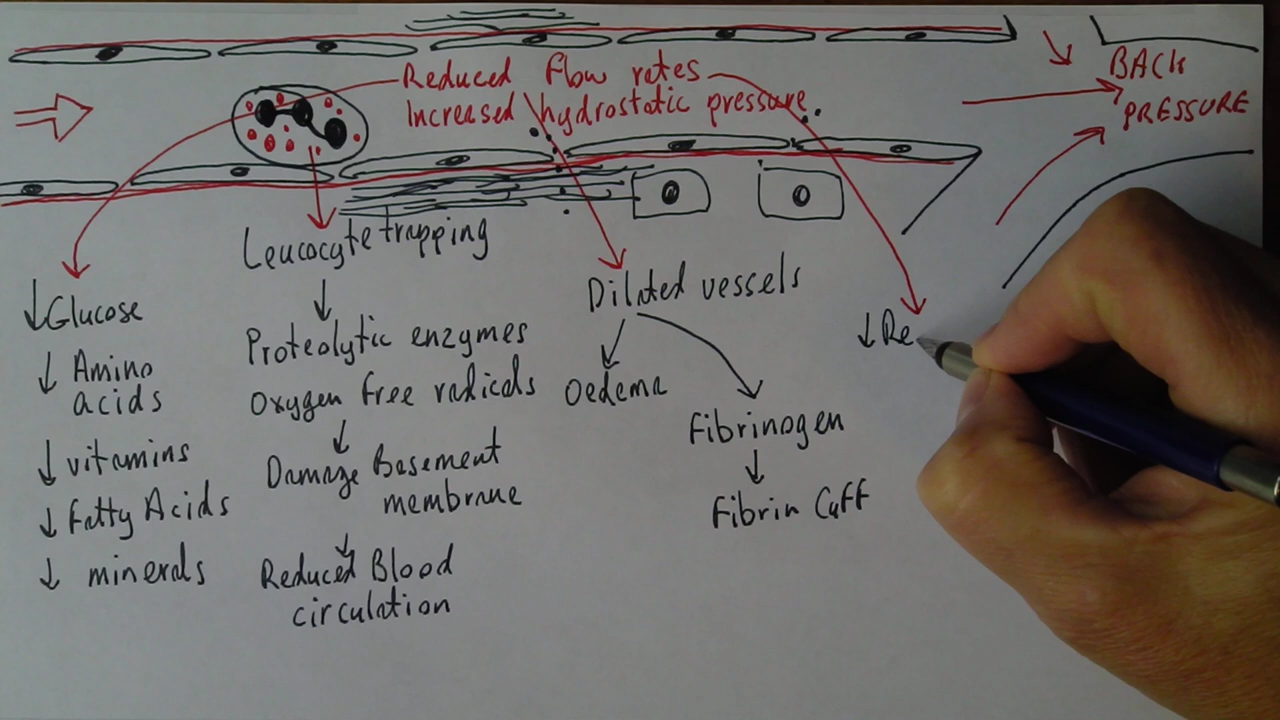 Reduced flow rates
Increased hydrostatic pressure
BACK
PRESSURE
↓Glucose
↓ Amino
acids
↓ vitamins
↓ Fatty Acids
↓ minerals
Leucocyte trapping
↓
Proteolytic enzymes
Oxygen free radicals
↓
Damage Basement
membrane
↓
Reduced Blood
circulation
Dilated vessels
Oedema
Fibrinogen
↓
Fibrin Cuff
↓Re